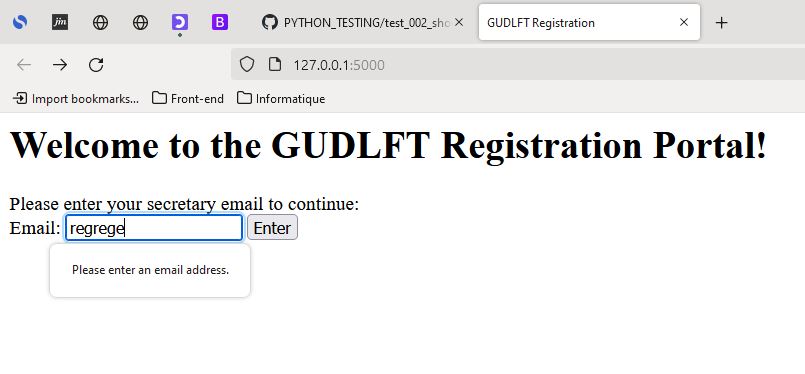 jin
PYTHON_TESTING/test_002_sho
GUDLFT Registration
127.0.0.1:5000
Import bookmarks...
Front-end
Informatique
Welcome to the GUDLFT Registration Portal!
Please enter your secretary email to continue:
Email: regrege Enter
Please enter an email address.